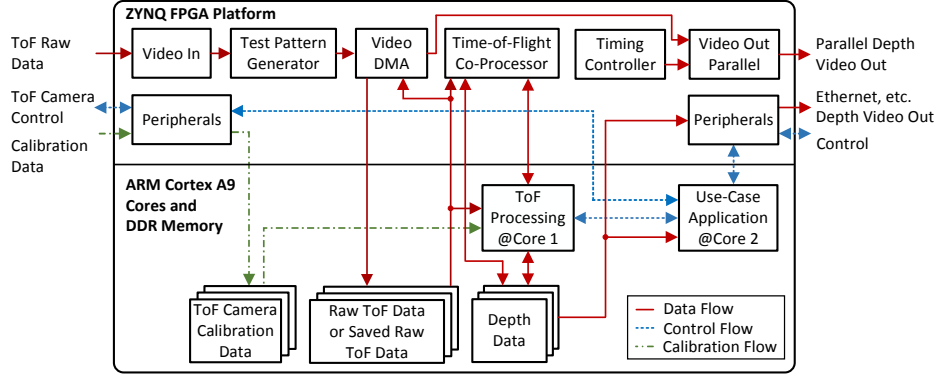 ZYNQ FPGA Platform
ToF Raw
Data
Video In
Test Pattern
Generator
Video
DMA
Time-of-Flight
Co-Processor
Timing
Controller
Video Out
Parallel
Parallel Depth
Video Out
ToF Camera
Control
Calibration
Data
Peripherals
Peripherals
Ethernet, etc.
Depth Video Out
Control
ARM Cortex A9
Cores and
DDR Memory
ToF
Processing
@Core 1
Use-Case
Application
@Core 2
ToF Camera
Calibration
Data
Raw ToF Data
or Saved Raw
ToF Data
Depth
Data
Data Flow
Control Flow
Calibration Flow